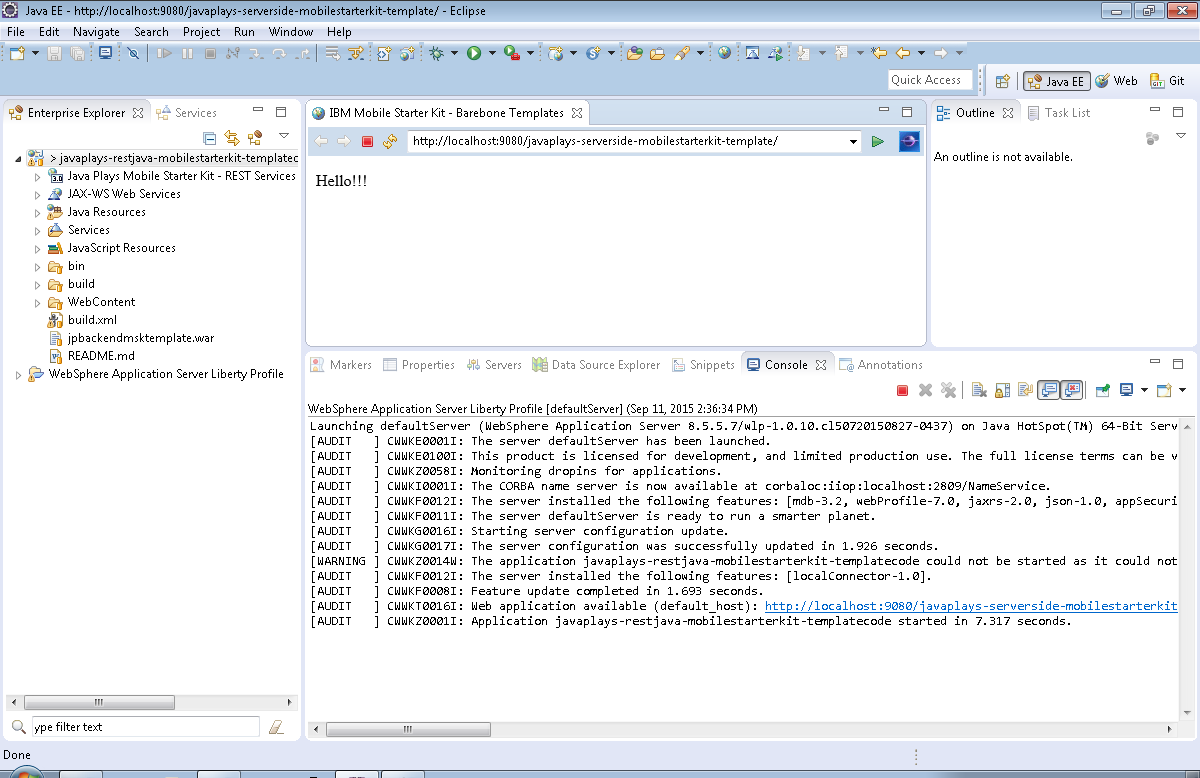 Java EE - http://localhost:9080/javaplays-serverside-mobilestarterkit-template/ - Eclipse
File Edit Navigate Search Project Run Window Help
Quick Access Java EE Web Git
Enterprise Explorer Services
> javaplays-restjava-mobilestarterkit-templatec
Java Plays Mobile Starter Kit - REST Services
JAX-WS Web Services
Java Resources
Services
JavaScript Resources
bin
build
WebContent
build.xml
jpbackendmsktemplate.war
README.md
WebSphere Application Server Liberty Profile
ype filter text
IBM Mobile Starter Kit - Barebone Templates
http://localhost:9080/javaplays-serverside-mobilestarterkit-template/
Hello!!!
Outline Task List
An outline is not available.
Markers Properties Servers Data Source Explorer Snippets Console Annotations
WebSphere Application Server Liberty Profile [defaultServer] (Sep 11, 2015 2:36:34 PM)
Launching defaultServer (WebSphere Application Server 8.5.5.7/wlp-1.0.10.cl50720150827-0437) on Java HotSpot(TM) 64-Bit Serv
[AUDIT   ] CWWKE0001I: The server defaultServer has been launched.
[AUDIT   ] CWWKE0100I: This product is licensed for development, and limited production use. The full license terms can be v
[AUDIT   ] CWWKZ0058I: Monitoring dropins for applications.
[AUDIT   ] CWWKI0001I: The CORBA name server is now available at corbaloc:iiop:localhost:2809/NameService.
[AUDIT   ] CWWKF0012I: The server installed the following features: [mdb-3.2, webProfile-7.0, jaxrs-2.0, json-1.0, appSecuri
[AUDIT   ] CWWKF0011I: The server defaultServer is ready to run a smarter planet.
[AUDIT   ] CWWKG0016I: Starting server configuration update.
[AUDIT   ] CWWKG0017I: The server configuration was successfully updated in 1.926 seconds.
[WARNING ] CWWKZ0014W: The application javaplays-restjava-mobilestarterkit-templatecode could not be started as it could not
[AUDIT   ] CWWKF0012I: The server installed the following features: [localConnector-1.0].
[AUDIT   ] CWWKF0008I: Feature update completed in 1.693 seconds.
[AUDIT   ] CWWKT0016I: Web application available (default_host): http://localhost:9080/javaplays-serverside-mobilestarterkit
[AUDIT   ] CWWKZ0001I: Application javaplays-restjava-mobilestarterkit-templatecode started in 7.317 seconds.
Done